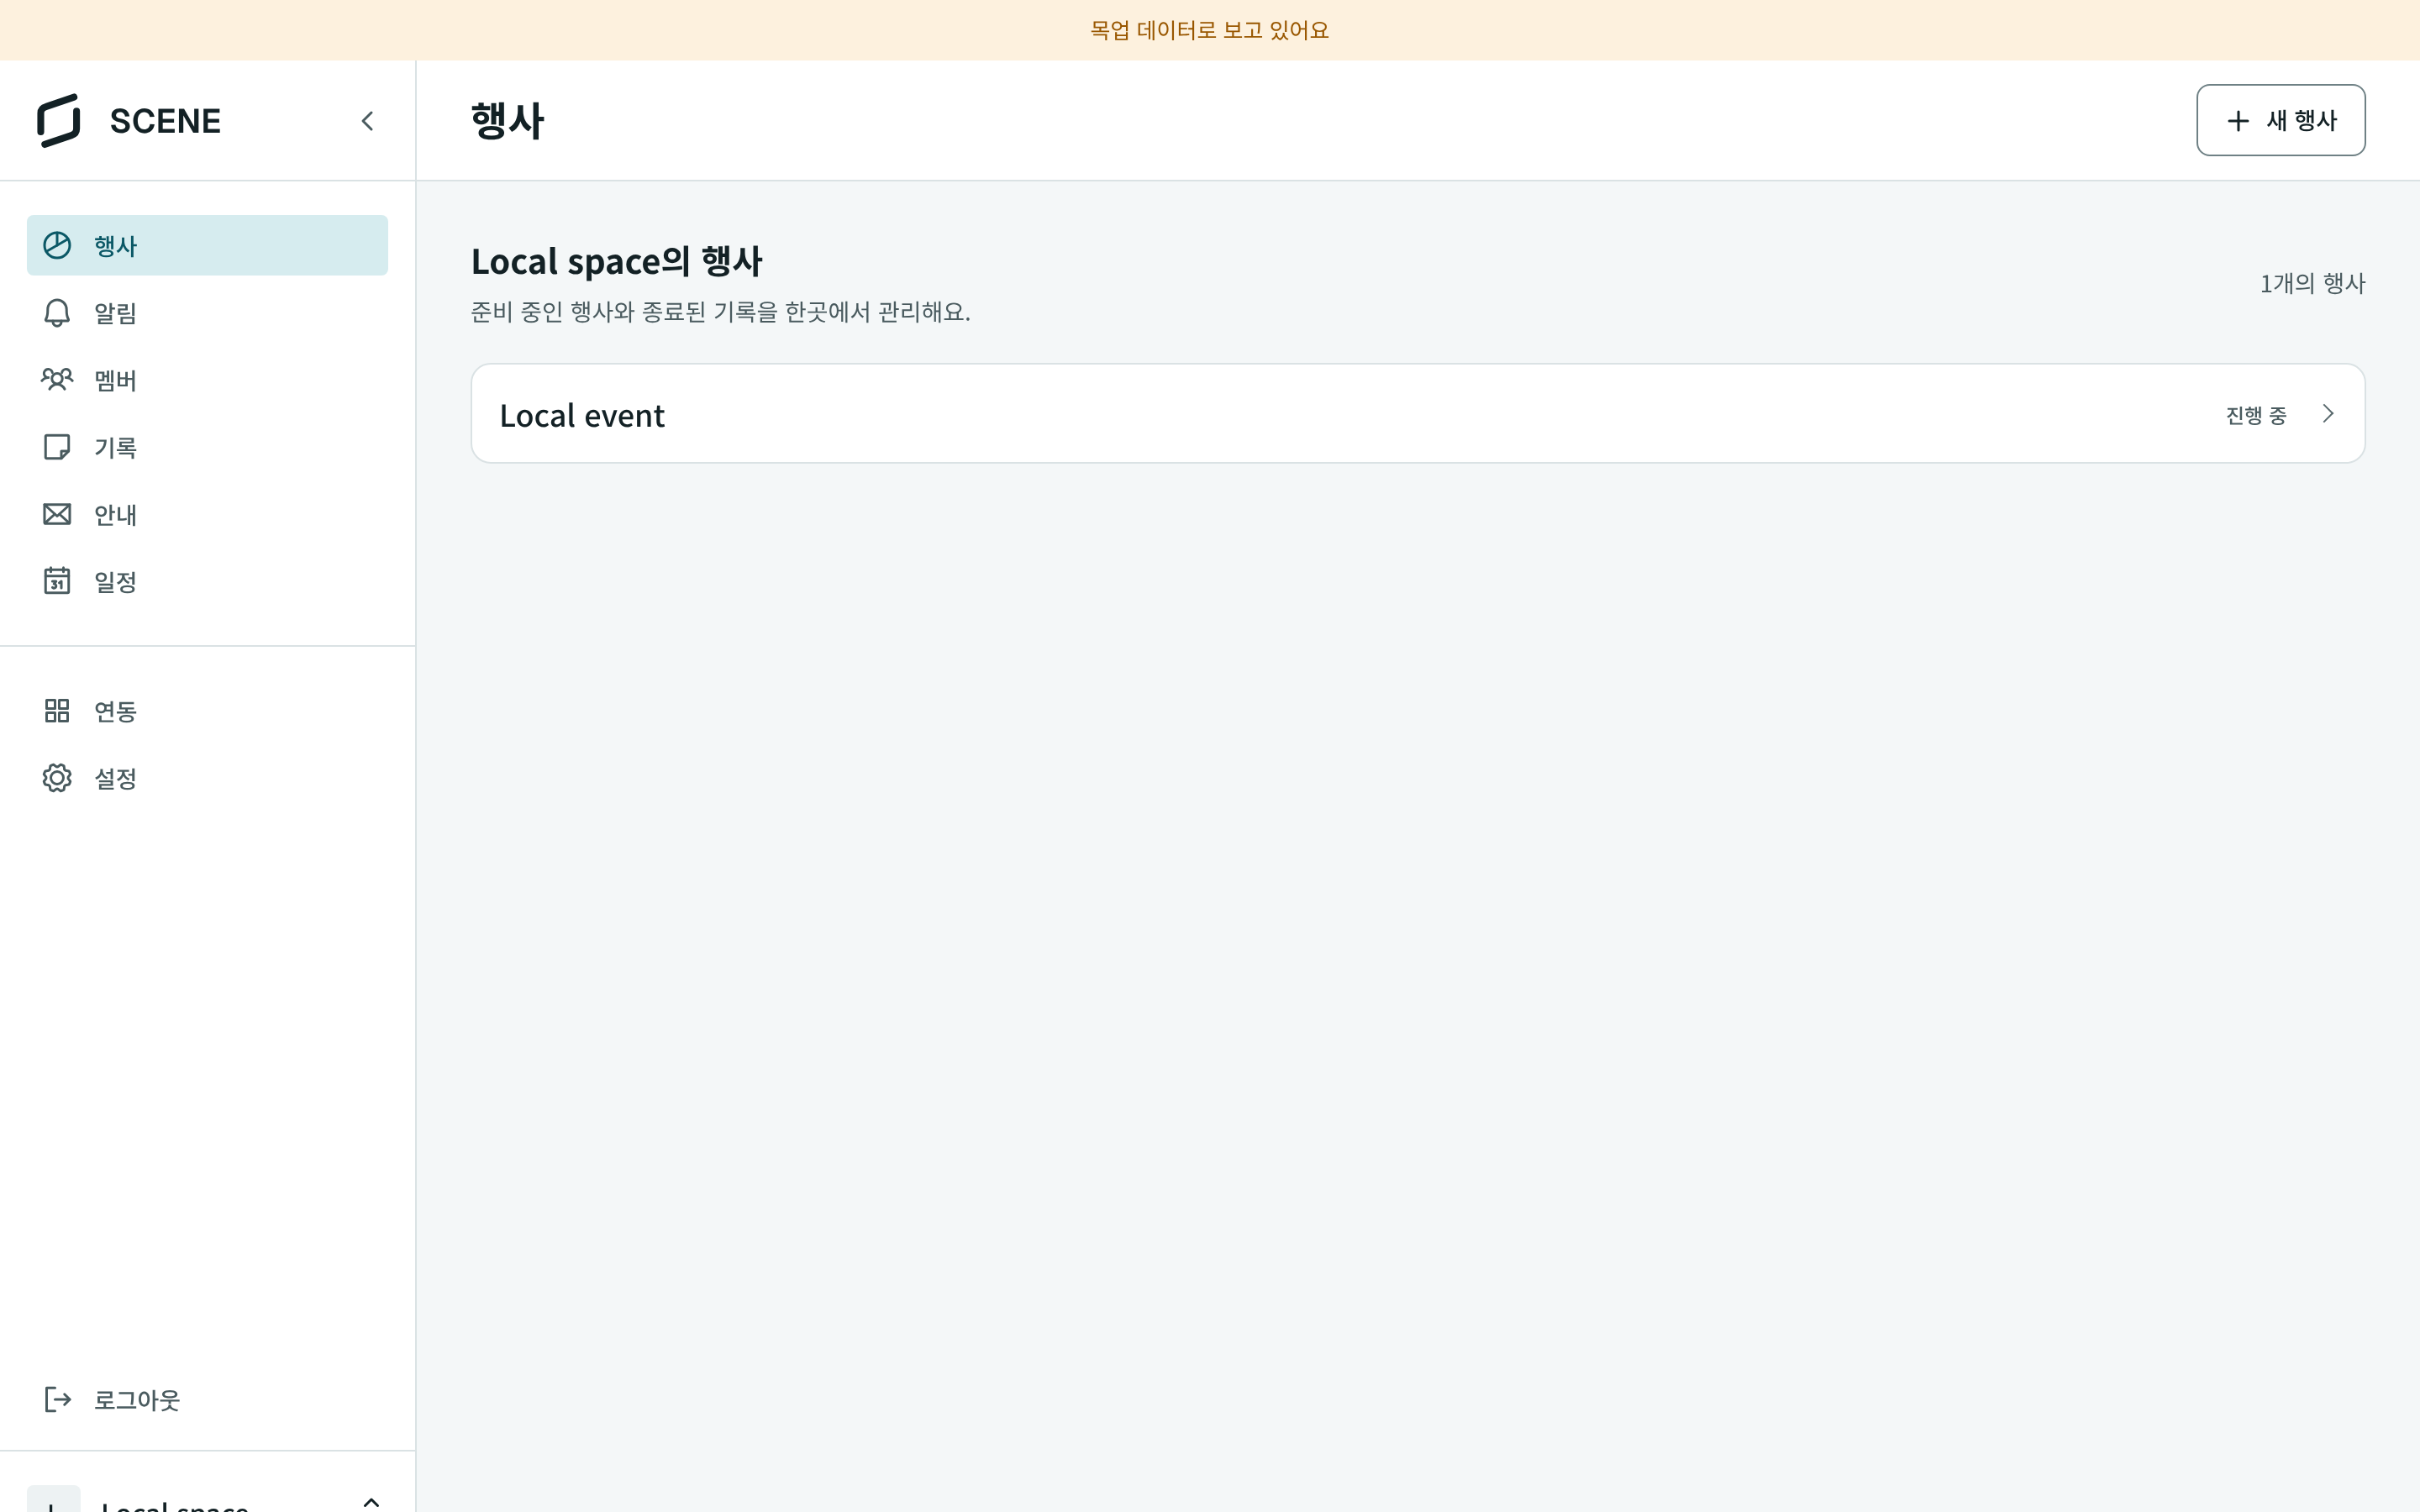 목업 데이터로 보고 있어요
SCENE
행사
새 행사
행사
알림
멤버
기록
안내
31 일정
연동
설정
로그아웃
Local space
Local space의 행사
준비 중인 행사와 종료된 기록을 한곳에서 관리해요.
1개의 행사
Local event
진행 중